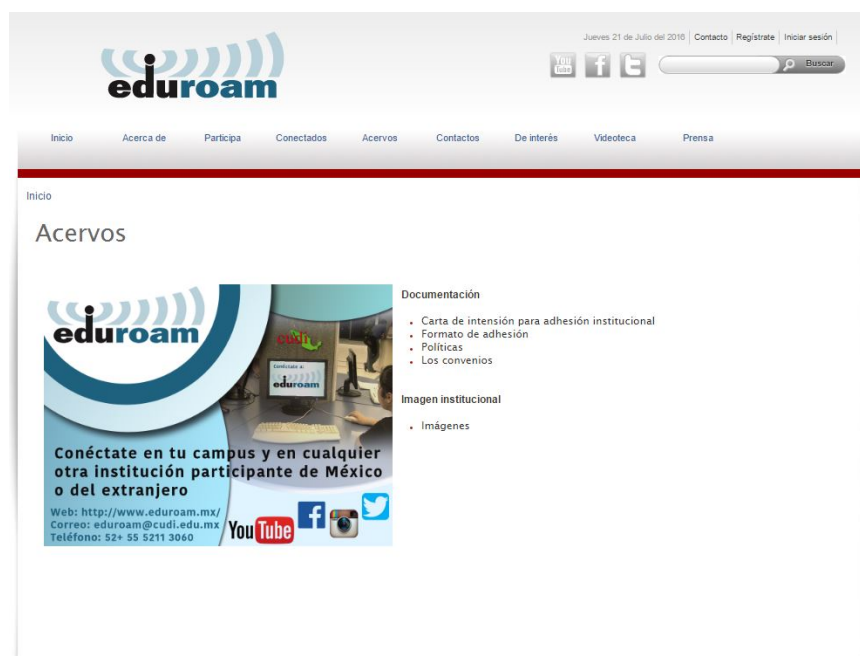 Jueves 21 de Julio del 2016 Contacto Regístrate Iniciar sesión
eduroam
You Tube f t Buscar
Inicio Acerca de Participa Conectados Acervos Contactos De interés Videoteca Prensa
Inicio
Acervos
eduroam
cudi
Conéctate a:
eduroam
Conéctate en tu campus y en cualquier
otra institución participante de México
o del extranjero
Web: http://www.eduroam.mx/
Correo: eduroam@cudi.edu.mx
Teléfono: 52+ 55 5211 3060
YouTube f
Documentación
Carta de intensión para adhesión institucional
Formato de adhesión
Políticas
Los convenios
Imagen institucional
Imágenes